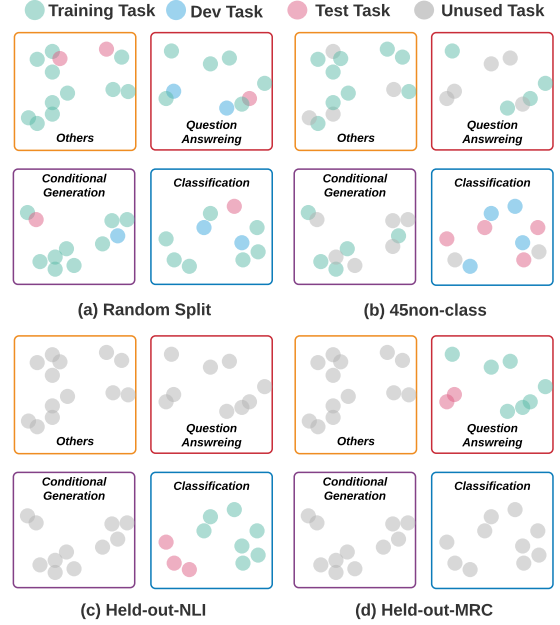 Training Task Dev Task Test Task Unused Task
Others
Question
Answreing
Conditional
Generation
Classification
(a) Random Split
Others
Question
Answreing
Conditional
Generation
Classification
(b) 45non-class
Others
Question
Answreing
Conditional
Generation
Classification
(c) Held-out-NLI
Others
Question
Answreing
Conditional
Generation
Classification
(d) Held-out-MRC